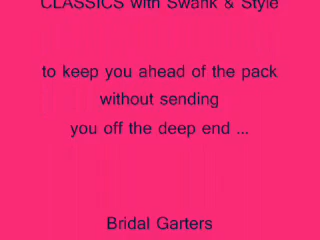 CLASSICS with Swank & Style
to keep you ahead of the pack
without sending
you off the deep end ...
Bridal Garters